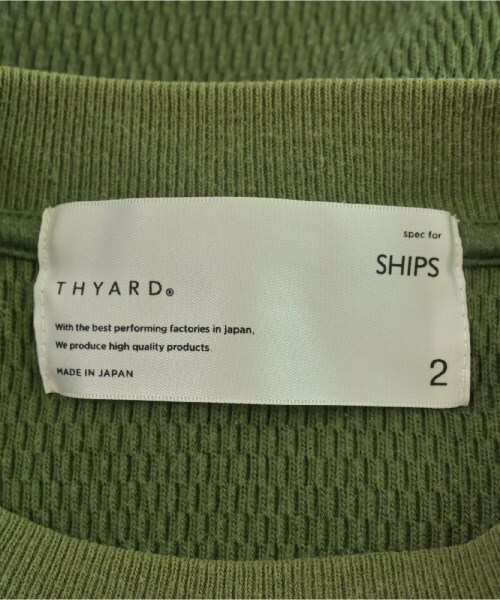 spec for
SHIPS
THYARD®
With the best performing factories in japan,
We produce high quality products.
MADE IN JAPAN
2